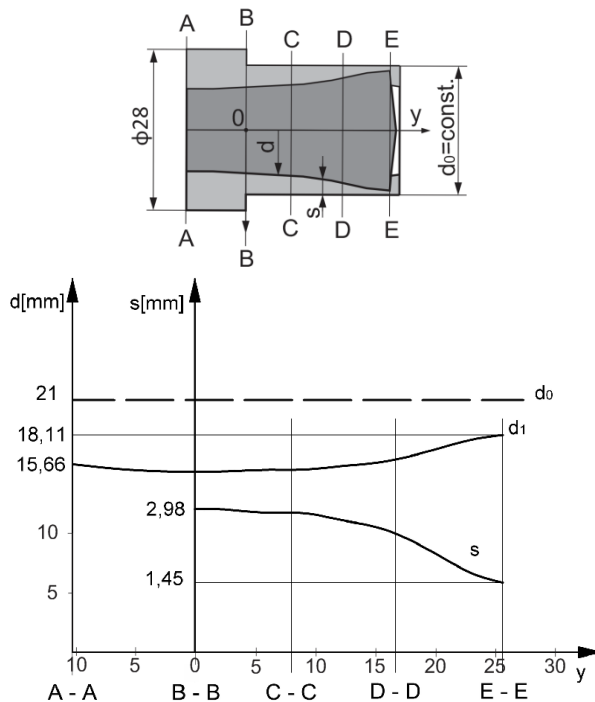 A
B
C
D
E
ϕ28
0
d
s
y
d₀=const.
A
B
C
D
E
d[mm]
s[mm]
21
d₀
18,11
d₁
15,66
2,98
10
s
1,45
5
10
5
0
5
10
15
20
25
30
y
A - A
B - B
C - C
D - D
E - E